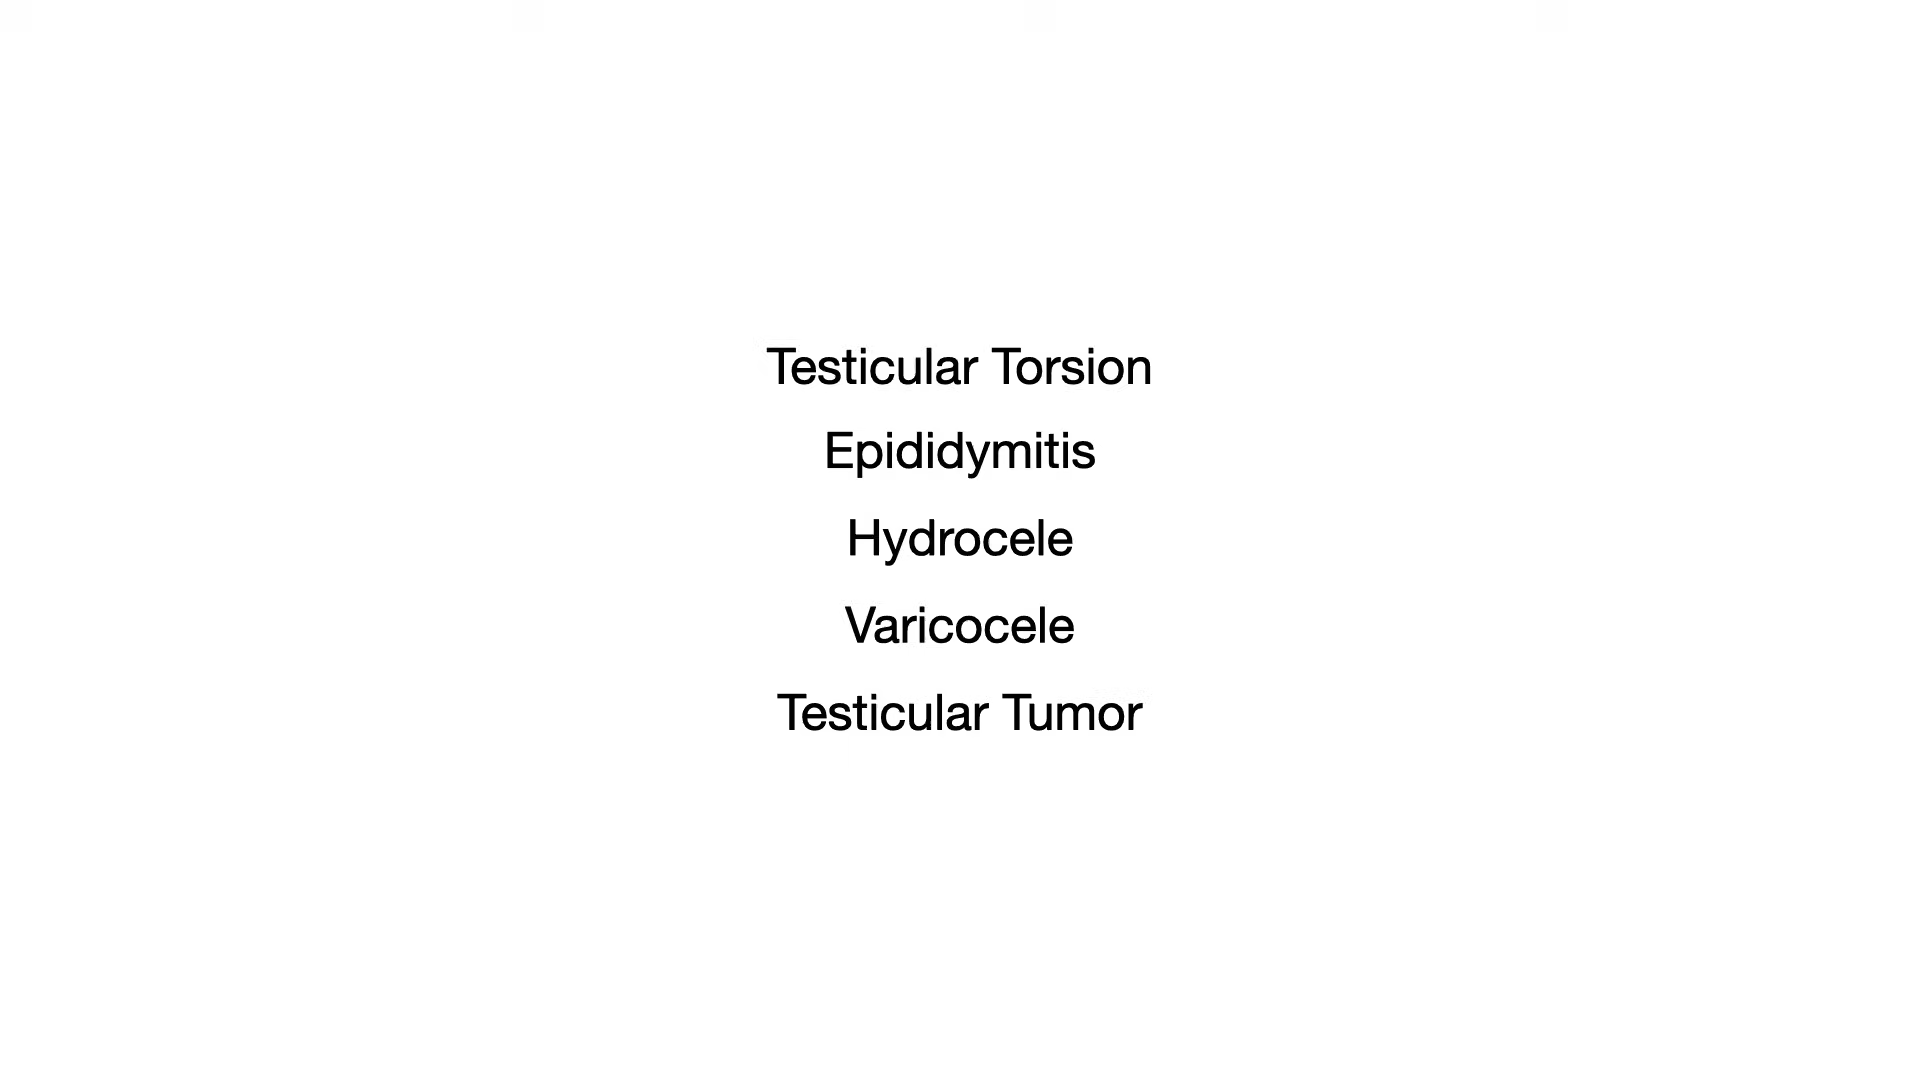 Testicular Torsion
Epididymitis
Hydrocele
Varicocele
Testicular Tumor